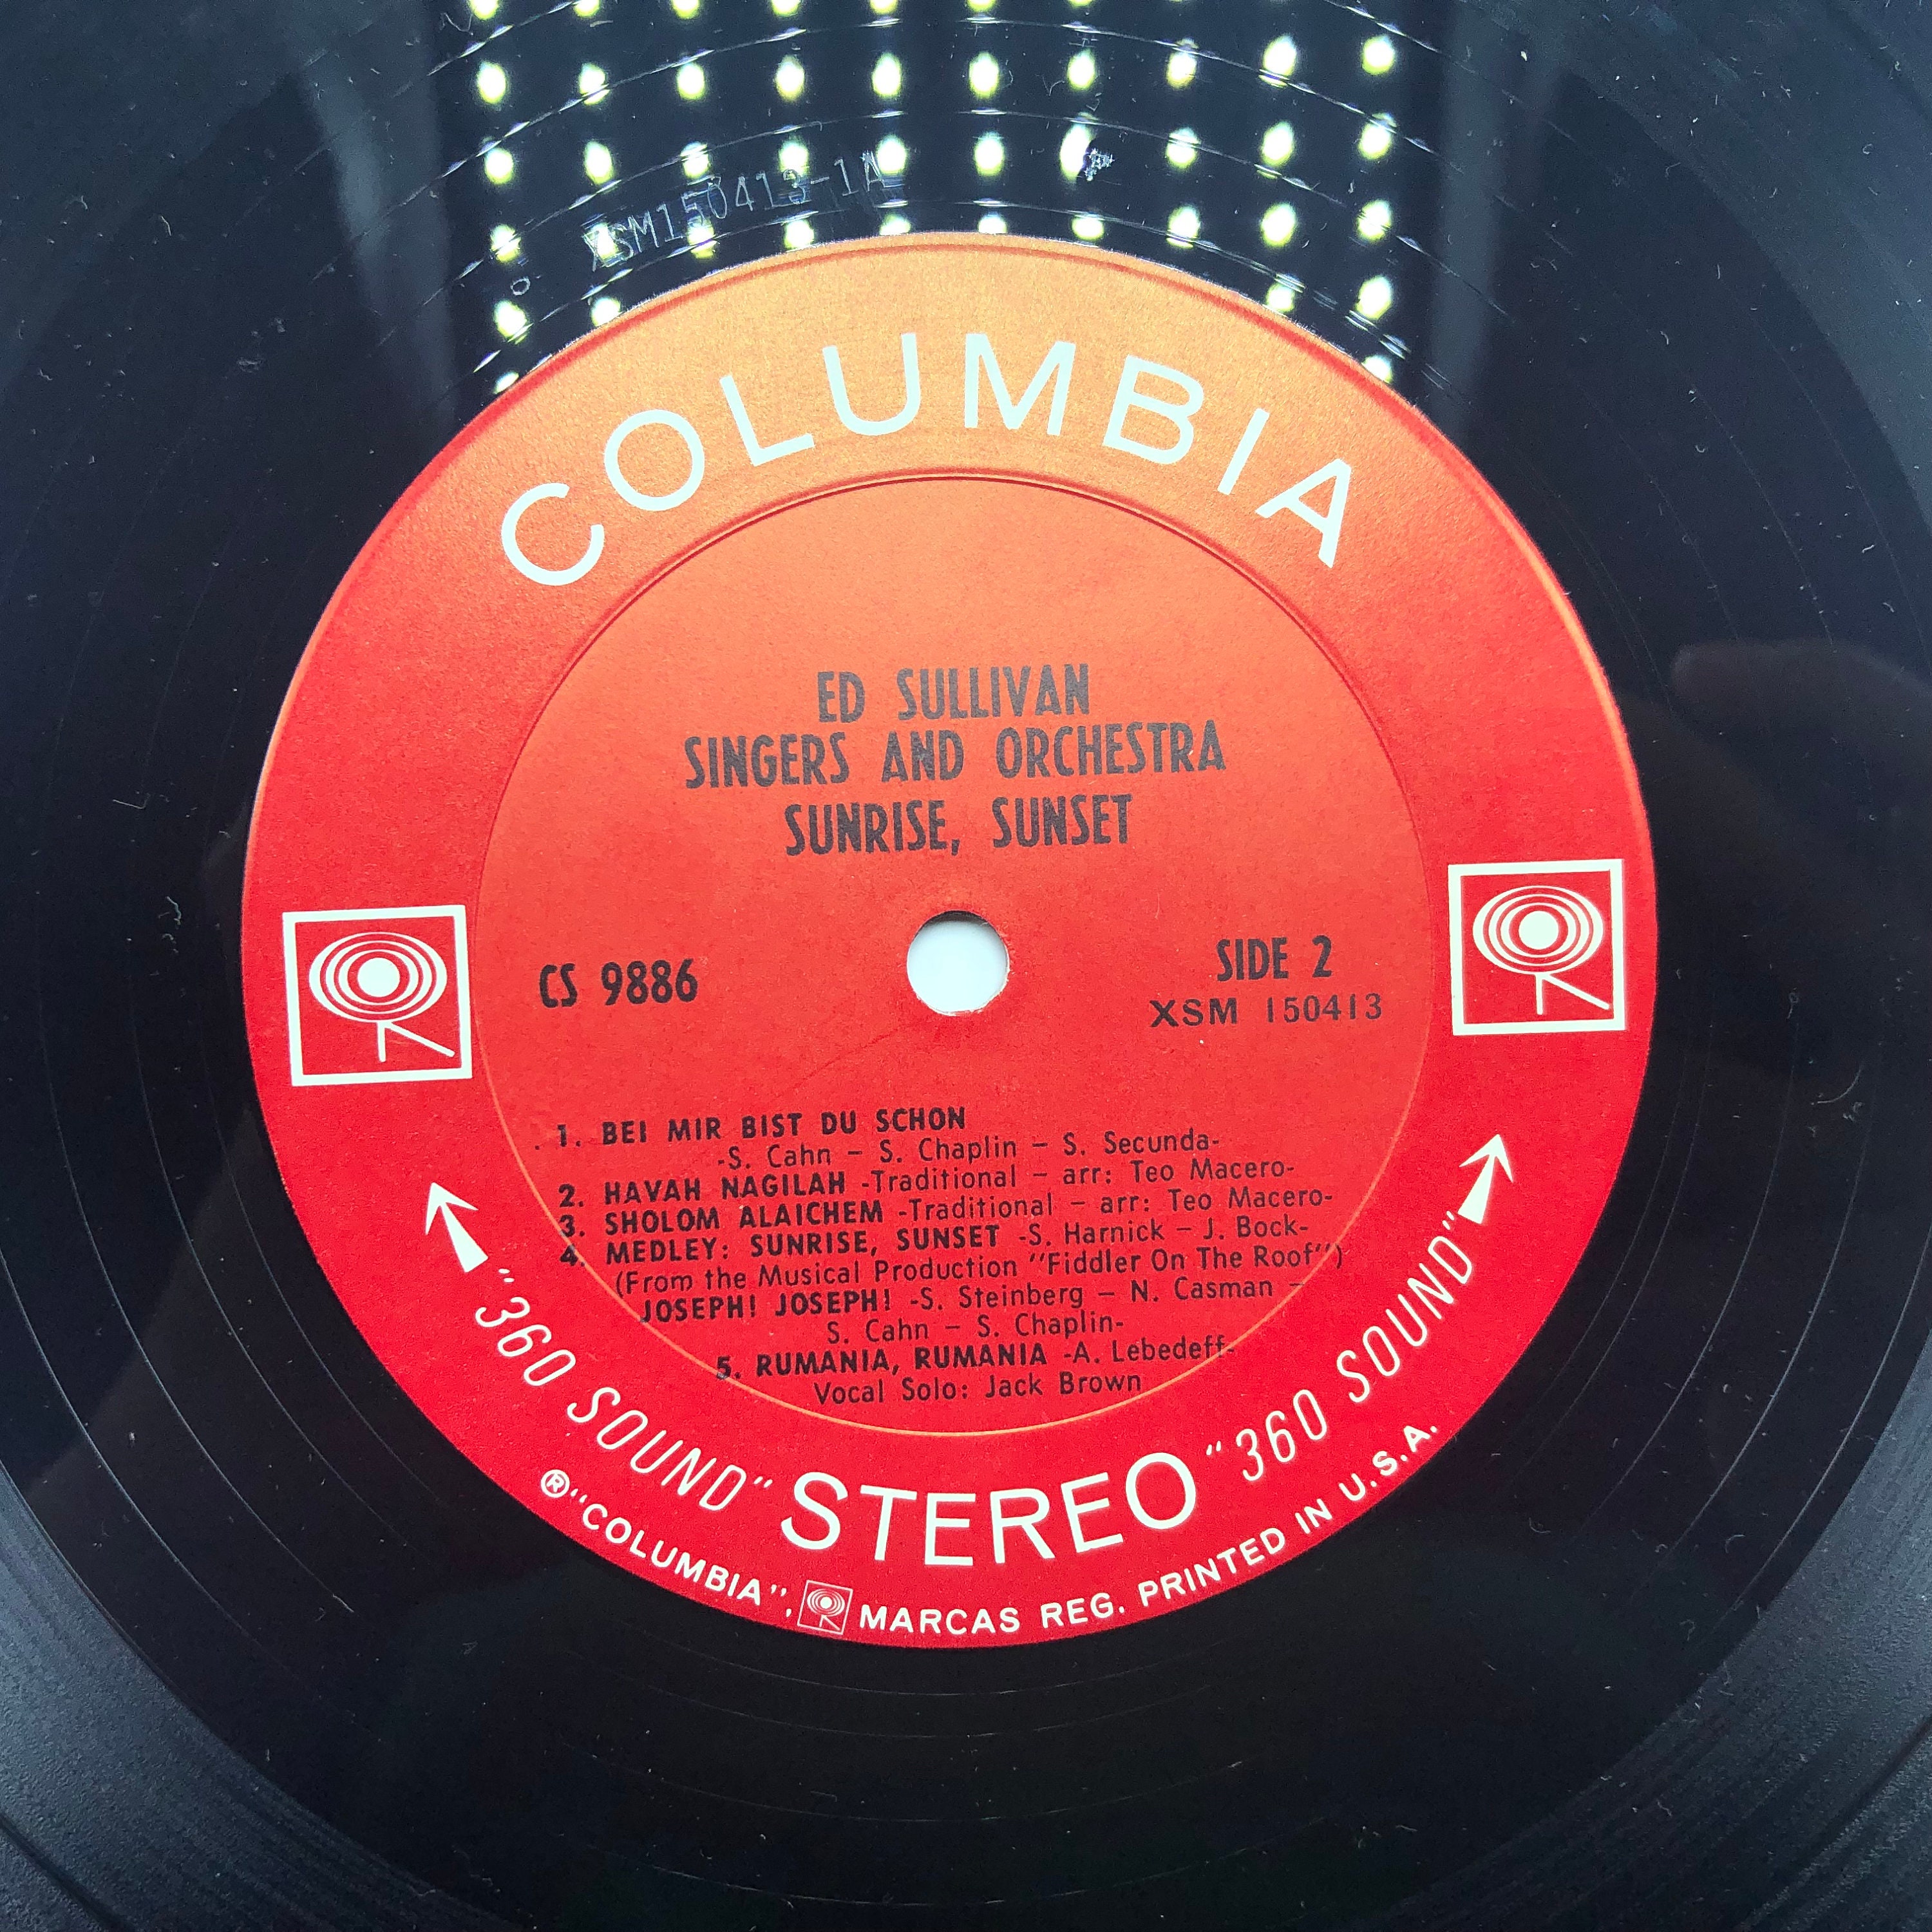 XSM150413-1A
COLUMBIA
ED SULLIVAN
SINGERS AND ORCHESTRA
SUNRISE, SUNSET
CS 9886
SIDE 2
XSM 150413
1. BEI MIR BIST DU SCHON
-S. Cahn – S. Chaplin – S. Secunda-
2. HAVAH NAGILAH -Traditional – arr: Teo Macero-
3. SHOLOM ALAICHEM -Traditional – arr: Teo Macero-
4. MEDLEY: SUNRISE, SUNSET -S. Harnick – J. Bock-
(From the Musical Production "Fiddler On The Roof")
JOSEPH! JOSEPH! -S. Steinberg – N. Casman –
S. Cahn – S. Chaplin-
5. RUMANIA, RUMANIA -A. Lebedeff-
Vocal Solo: Jack Brown
"360 SOUND" STEREO "360 SOUND"
®"COLUMBIA", MARCAS REG. PRINTED IN U.S.A.